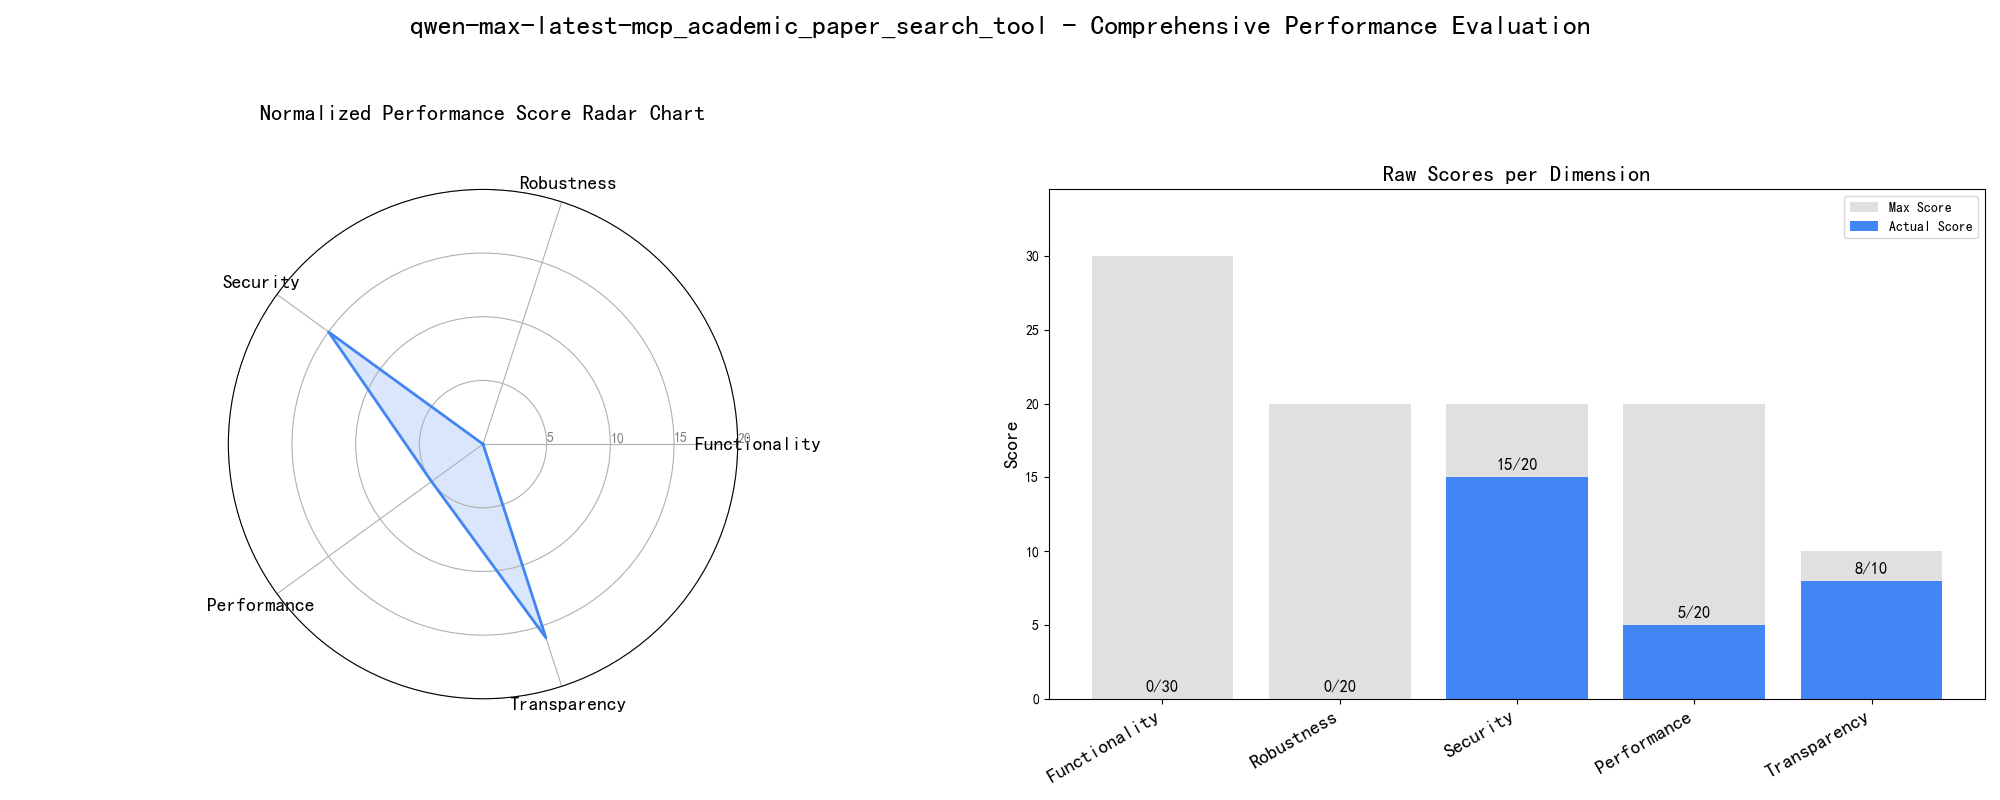 qwen-max-latest-mcp_academic_paper_search_tool - Comprehensive Performance Evaluation
Normalized Performance Score Radar Chart
Robustness
Security
Functionality
5
10
15
20
Performance
Transparency
Raw Scores per Dimension
Max Score
Actual Score
Score
30
25
20
15
10
5
0
0/30
0/20
15/20
5/20
8/10
Functionality
Robustness
Security
Performance
Transparency